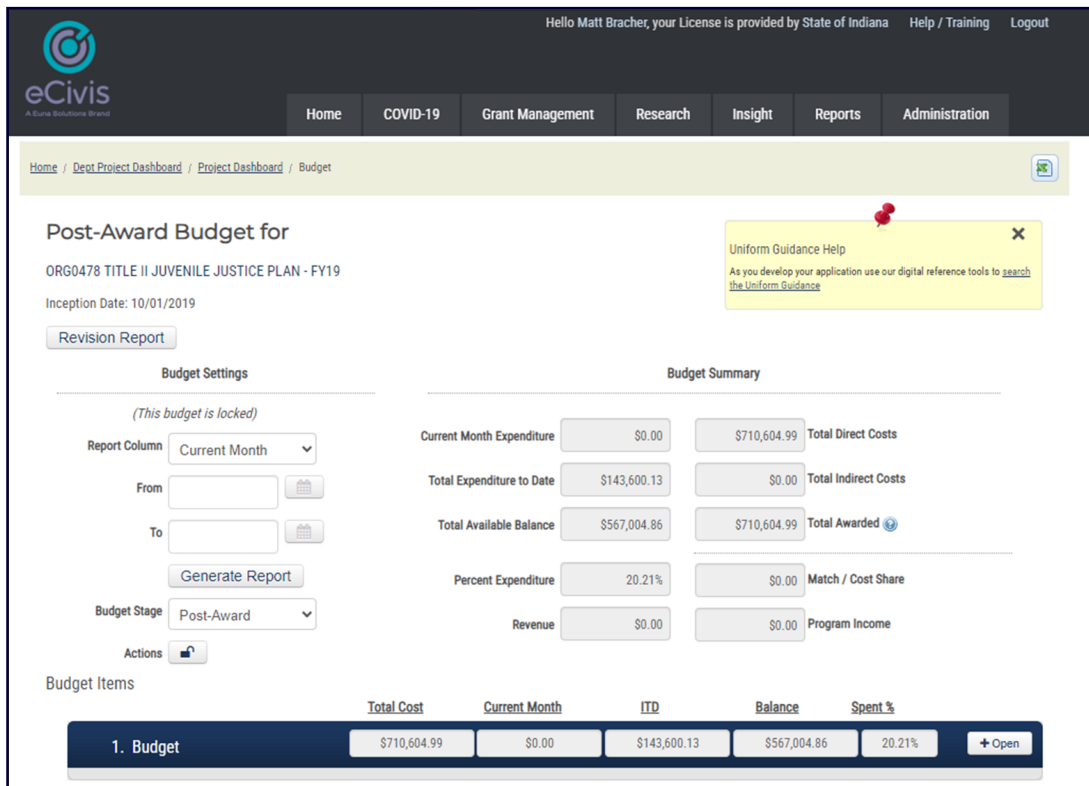 Hello Matt Bracher, your License is provided by State of Indiana Help / Training Logout
eCivis
A Euna Solutions Brand
Home COVID-19 Grant Management Research Insight Reports Administration
Home / Dept Project Dashboard / Project Dashboard / Budget
Post-Award Budget for
ORG0478 TITLE II JUVENILE JUSTICE PLAN - FY19
Inception Date: 10/01/2019
Revision Report
Uniform Guidance Help
As you develop your application use our digital reference tools to search
the Uniform Guidance
Budget Settings
(This budget is locked)
Report Column Current Month
From
To
Generate Report
Budget Stage Post-Award
Actions
Budget Summary
Current Month Expenditure $0.00 $710,604.99 Total Direct Costs
Total Expenditure to Date $143,600.13 $0.00 Total Indirect Costs
Total Available Balance $567,004.86 $710,604.99 Total Awarded
Percent Expenditure 20.21% $0.00 Match / Cost Share
Revenue $0.00 $0.00 Program Income
Budget Items
Total Cost Current Month ITD Balance Spent %
1. Budget $710,604.99 $0.00 $143,600.13 $567,004.86 20.21% + Open